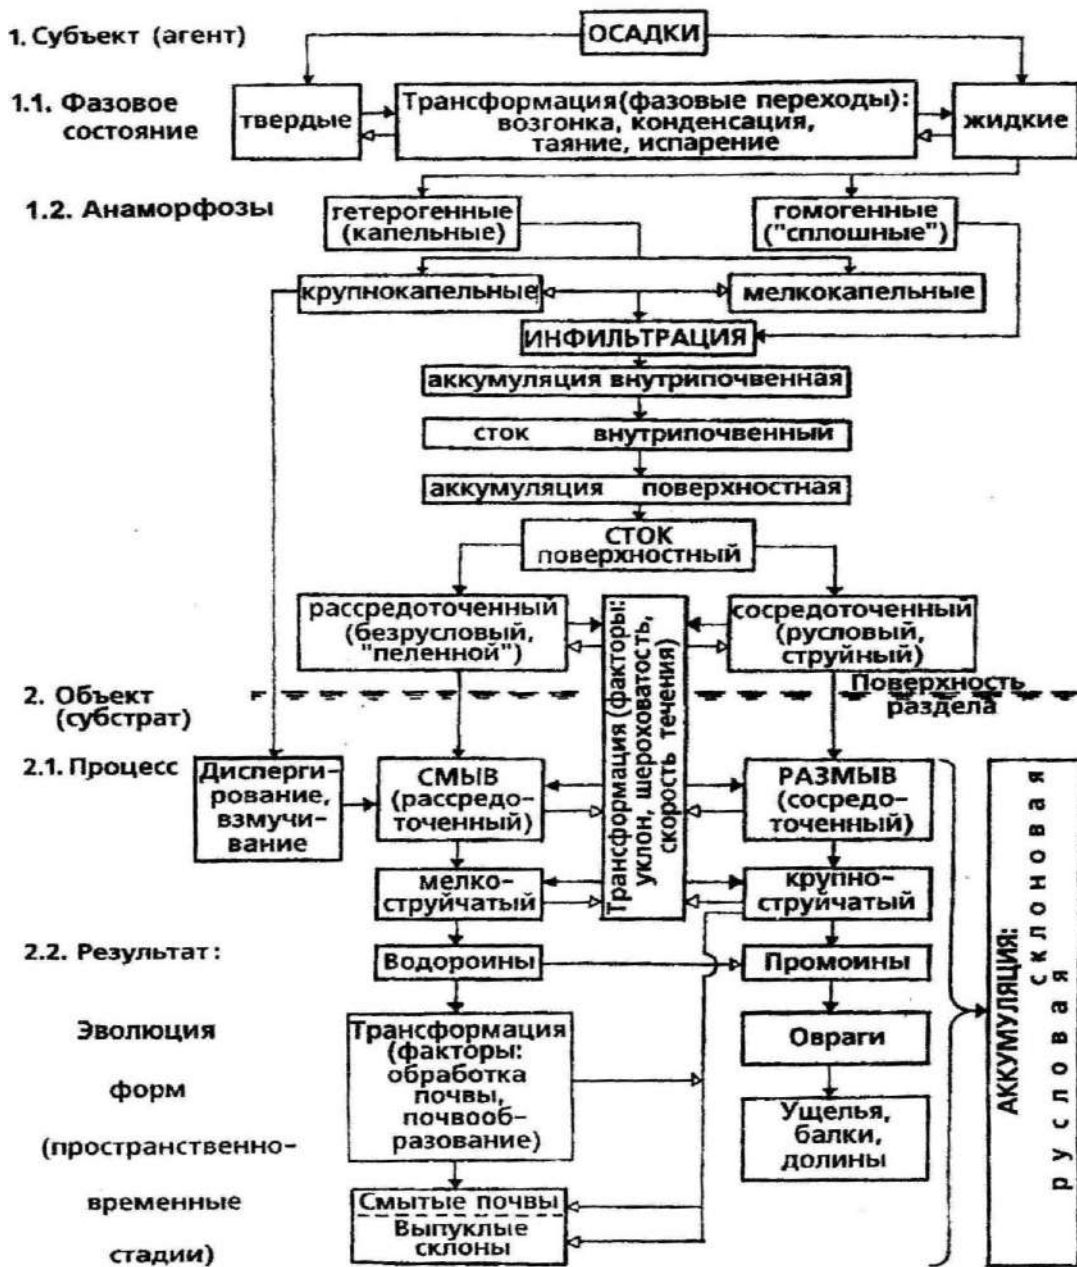 1. Субъект (агент)
ОСАДКИ
1.1. Фазовое
состояние
твердые
Трансформация(фазовые переходы):
возгонка, конденсация,
таяние, испарение
жидкие
1.2. Анаморфозы
гетерогенные
(капельные)
гомогенные
("сплошные")
крупнокапельные
мелкокапельные
ИНФИЛЬТРАЦИЯ
аккумуляция внутрипочвенная
сток внутрипочвенный
аккумуляция поверхностная
СТОК
поверхностный
рассредоточенный
(безрусловый,
"пеленной")
Трансформация (факторы:
уклон, шероховатость,
скорость течения)
сосредоточенный
(русловый,
струйный)
2. Объект
(субстрат)
Поверхность
раздела
2.1. Процесс
Дисперги-
рование,
взмучи-
вание
СМЫВ
(рассредо-
точенный)
РАЗМЫВ
(сосредо-
точенный)
мелко-
струйчатый
крупно-
струйчатый
2.2. Результат:
Водороины
Промоины
Эволюция
форм
(пространственно-
временные
стадии)
Трансформация
(факторы:
обработка
почвы,
почвооб-
разование)
Овраги
Ущелья,
балки,
долины
Смытые почвы
Выпуклые
склоны
АККУМУЛЯЦИЯ:
склоновая
русловая